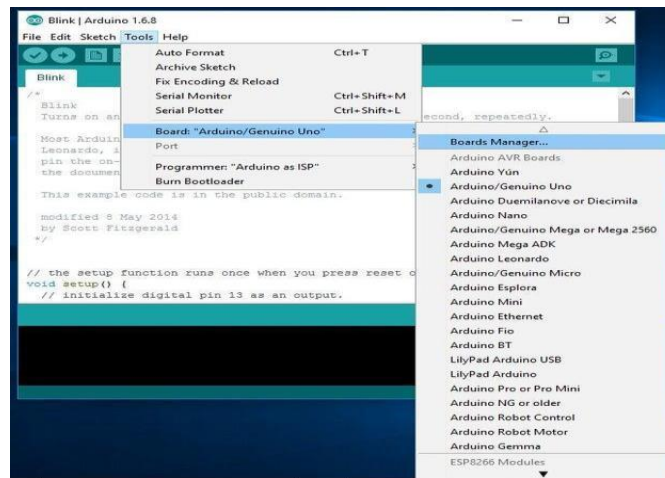 Blink | Arduino 1.6.8
File Edit Sketch Tools Help
Auto Format Ctrl+T
Archive Sketch
Fix Encoding & Reload
Serial Monitor Ctrl+Shift+M
Serial Plotter Ctrl+Shift+L
Board: "Arduino/Genuino Uno"
Port
Programmer: "Arduino as ISP"
Burn Bootloader
Boards Manager...
Arduino AVR Boards
Arduino Yún
Arduino/Genuino Uno
Arduino Duemilanove or Diecimila
Arduino Nano
Arduino/Genuino Mega or Mega 2560
Arduino Mega ADK
Arduino Leonardo
Arduino/Genuino Micro
Arduino Esplora
Arduino Mini
Arduino Ethernet
Arduino Fio
Arduino BT
LilyPad Arduino USB
LilyPad Arduino
Arduino Pro or Pro Mini
Arduino NG or older
Arduino Robot Control
Arduino Robot Motor
Arduino Gemma
ESP8266 Modules
Blink
/*
Blink
Turns on an econd, repeatedly.
Most Arduin
Leonardo, i
pin the on-
the documen
This example code is in the public domain.
modified 8 May 2014
by Scott Fitzgerald
*/
// the setup function runs once when you press reset o
void setup() {
// initialize digital pin 13 as an output.